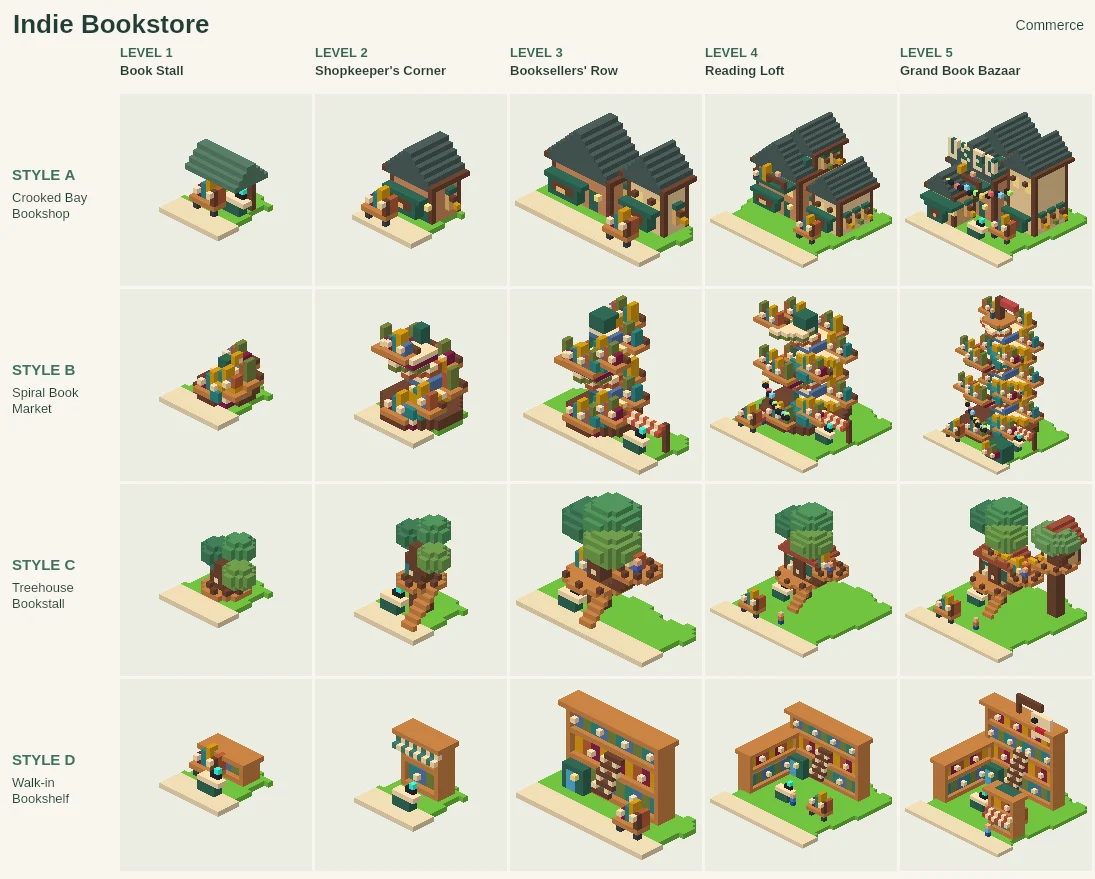 Indie Bookstore
Commerce
LEVEL 1
Book Stall
LEVEL 2
Shopkeeper's Corner
LEVEL 3
Booksellers' Row
LEVEL 4
Reading Loft
LEVEL 5
Grand Book Bazaar
STYLE A
Crooked Bay
Bookshop
USED
STYLE B
Spiral Book
Market
STYLE C
Treehouse
Bookstall
STYLE D
Walk-in
Bookshelf